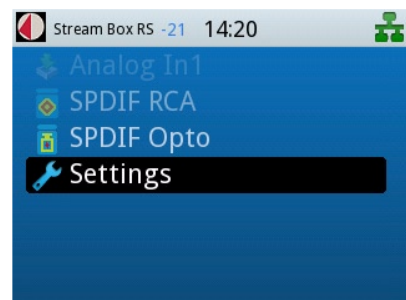 Stream Box RS -21 14:20
Analog In1
SPDIF RCA
SPDIF Opto
Settings